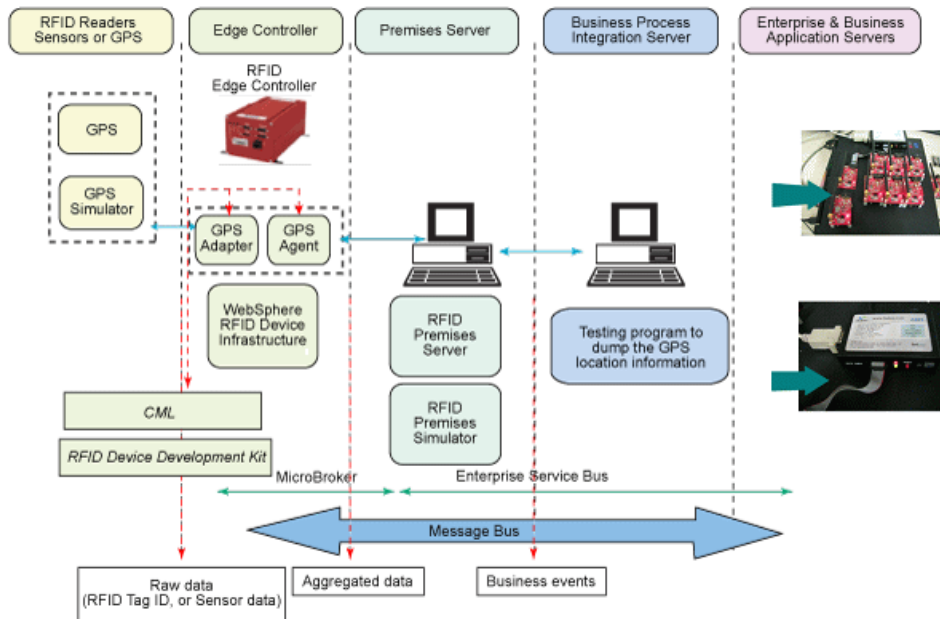 RFID Readers
Sensors or GPS
Edge Controller
Premises Server
Business Process
Integration Server
Enterprise & Business
Application Servers
RFID
Edge Controller
GPS
GPS
Simulator
GPS
Adapter
GPS
Agent
WebSphere
RFID Device
Infrastructure
RFID
Premises
Server
Testing program to
dump the GPS
location information
RFID
Premises
Simulator
CML
RFID Device Development Kit
MicroBroker
Enterprise Service Bus
Message Bus
Raw data
(RFID Tag ID, or Sensor data)
Aggregated data
Business events